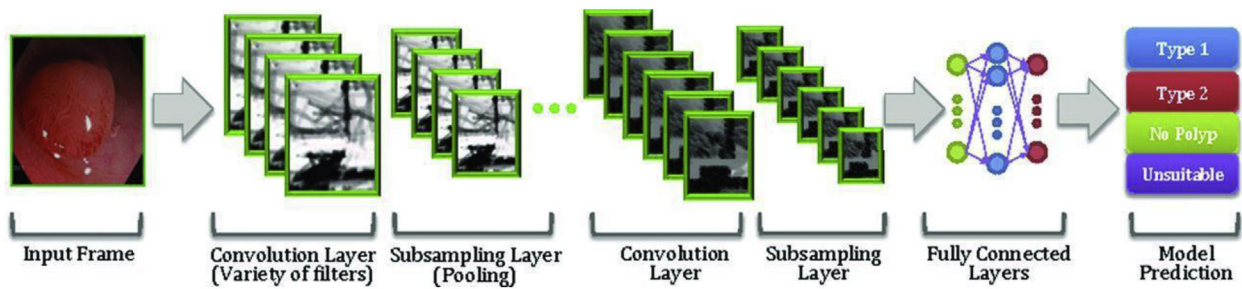 Type 1
Type 2
No Polyp
Unsuitable
Input Frame
Convolution Layer
(Variety of filters)
Subsampling Layer
(Pooling)
Convolution
Layer
Subsampling
Layer
Fully Connected
Layers
Model
Prediction